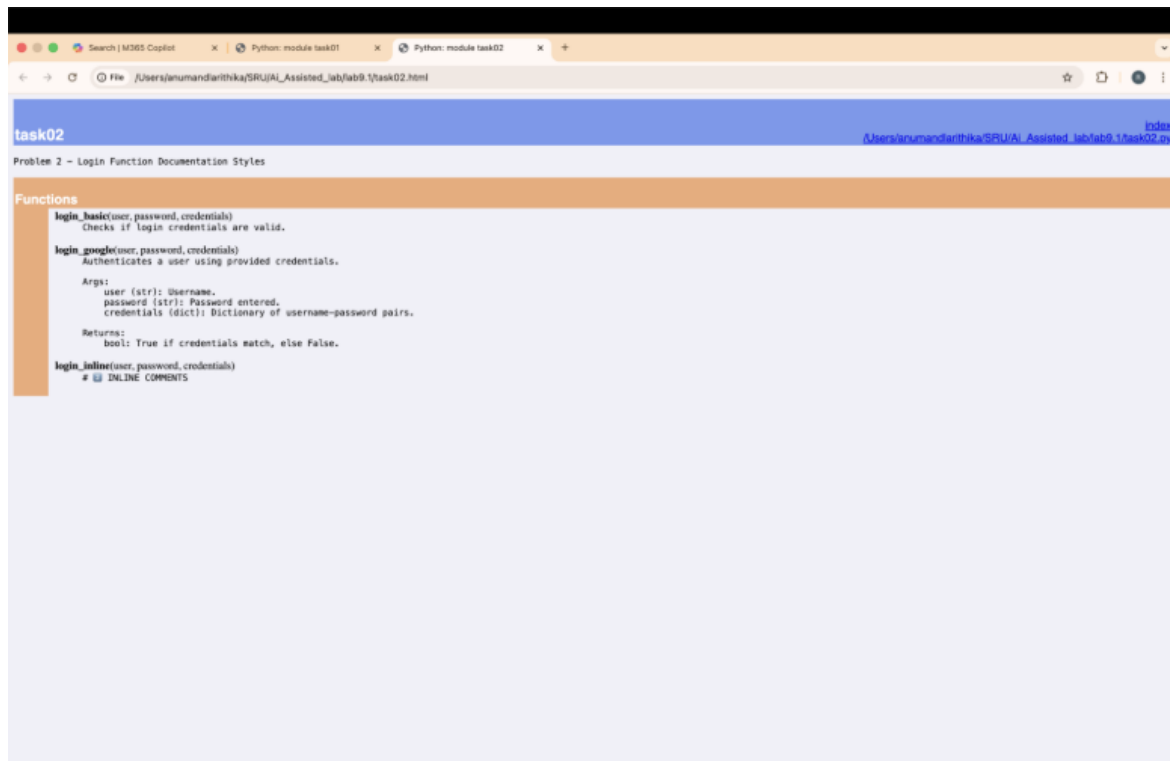 Search | M365 Copilot
Python: module task01
Python: module task02
File /Users/anumandlarithika/SRU/Ai_Assisted_lab/lab9.1/task02.html
task02
index
/Users/anumandlarithika/SRU/Ai_Assisted_lab/lab9.1/task02.py
Problem 2 – Login Function Documentation Styles
Functions
login_basic(user, password, credentials)
Checks if login credentials are valid.
login_google(user, password, credentials)
Authenticates a user using provided credentials.
Args:
user (str): Username.
password (str): Password entered.
credentials (dict): Dictionary of username-password pairs.
Returns:
bool: True if credentials match, else False.
login_inline(user, password, credentials)
# INLINE COMMENTS